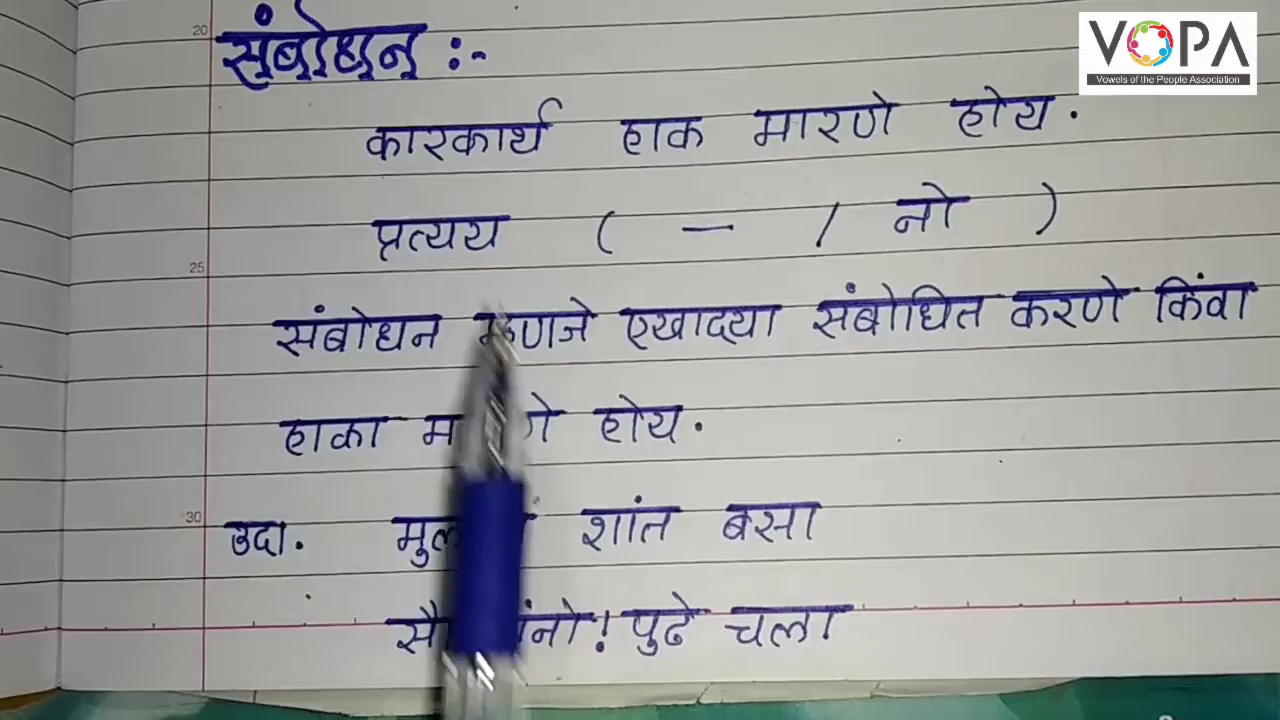 संबोधन :-
VOPA
Vowels of the People Association
कारकार्थ हाक मारणे होय.
प्रत्यय ( — / नो )
संबोधन म्हणजे एखाद्या संबोधित करणे किंवा
हाका होय.
उदा. शांत बसा
पुढे चला
20
25
30